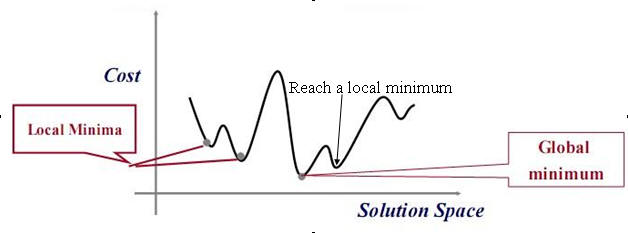 Cost
Reach a local minimum
Local Minima
Global
minimum
Solution Space